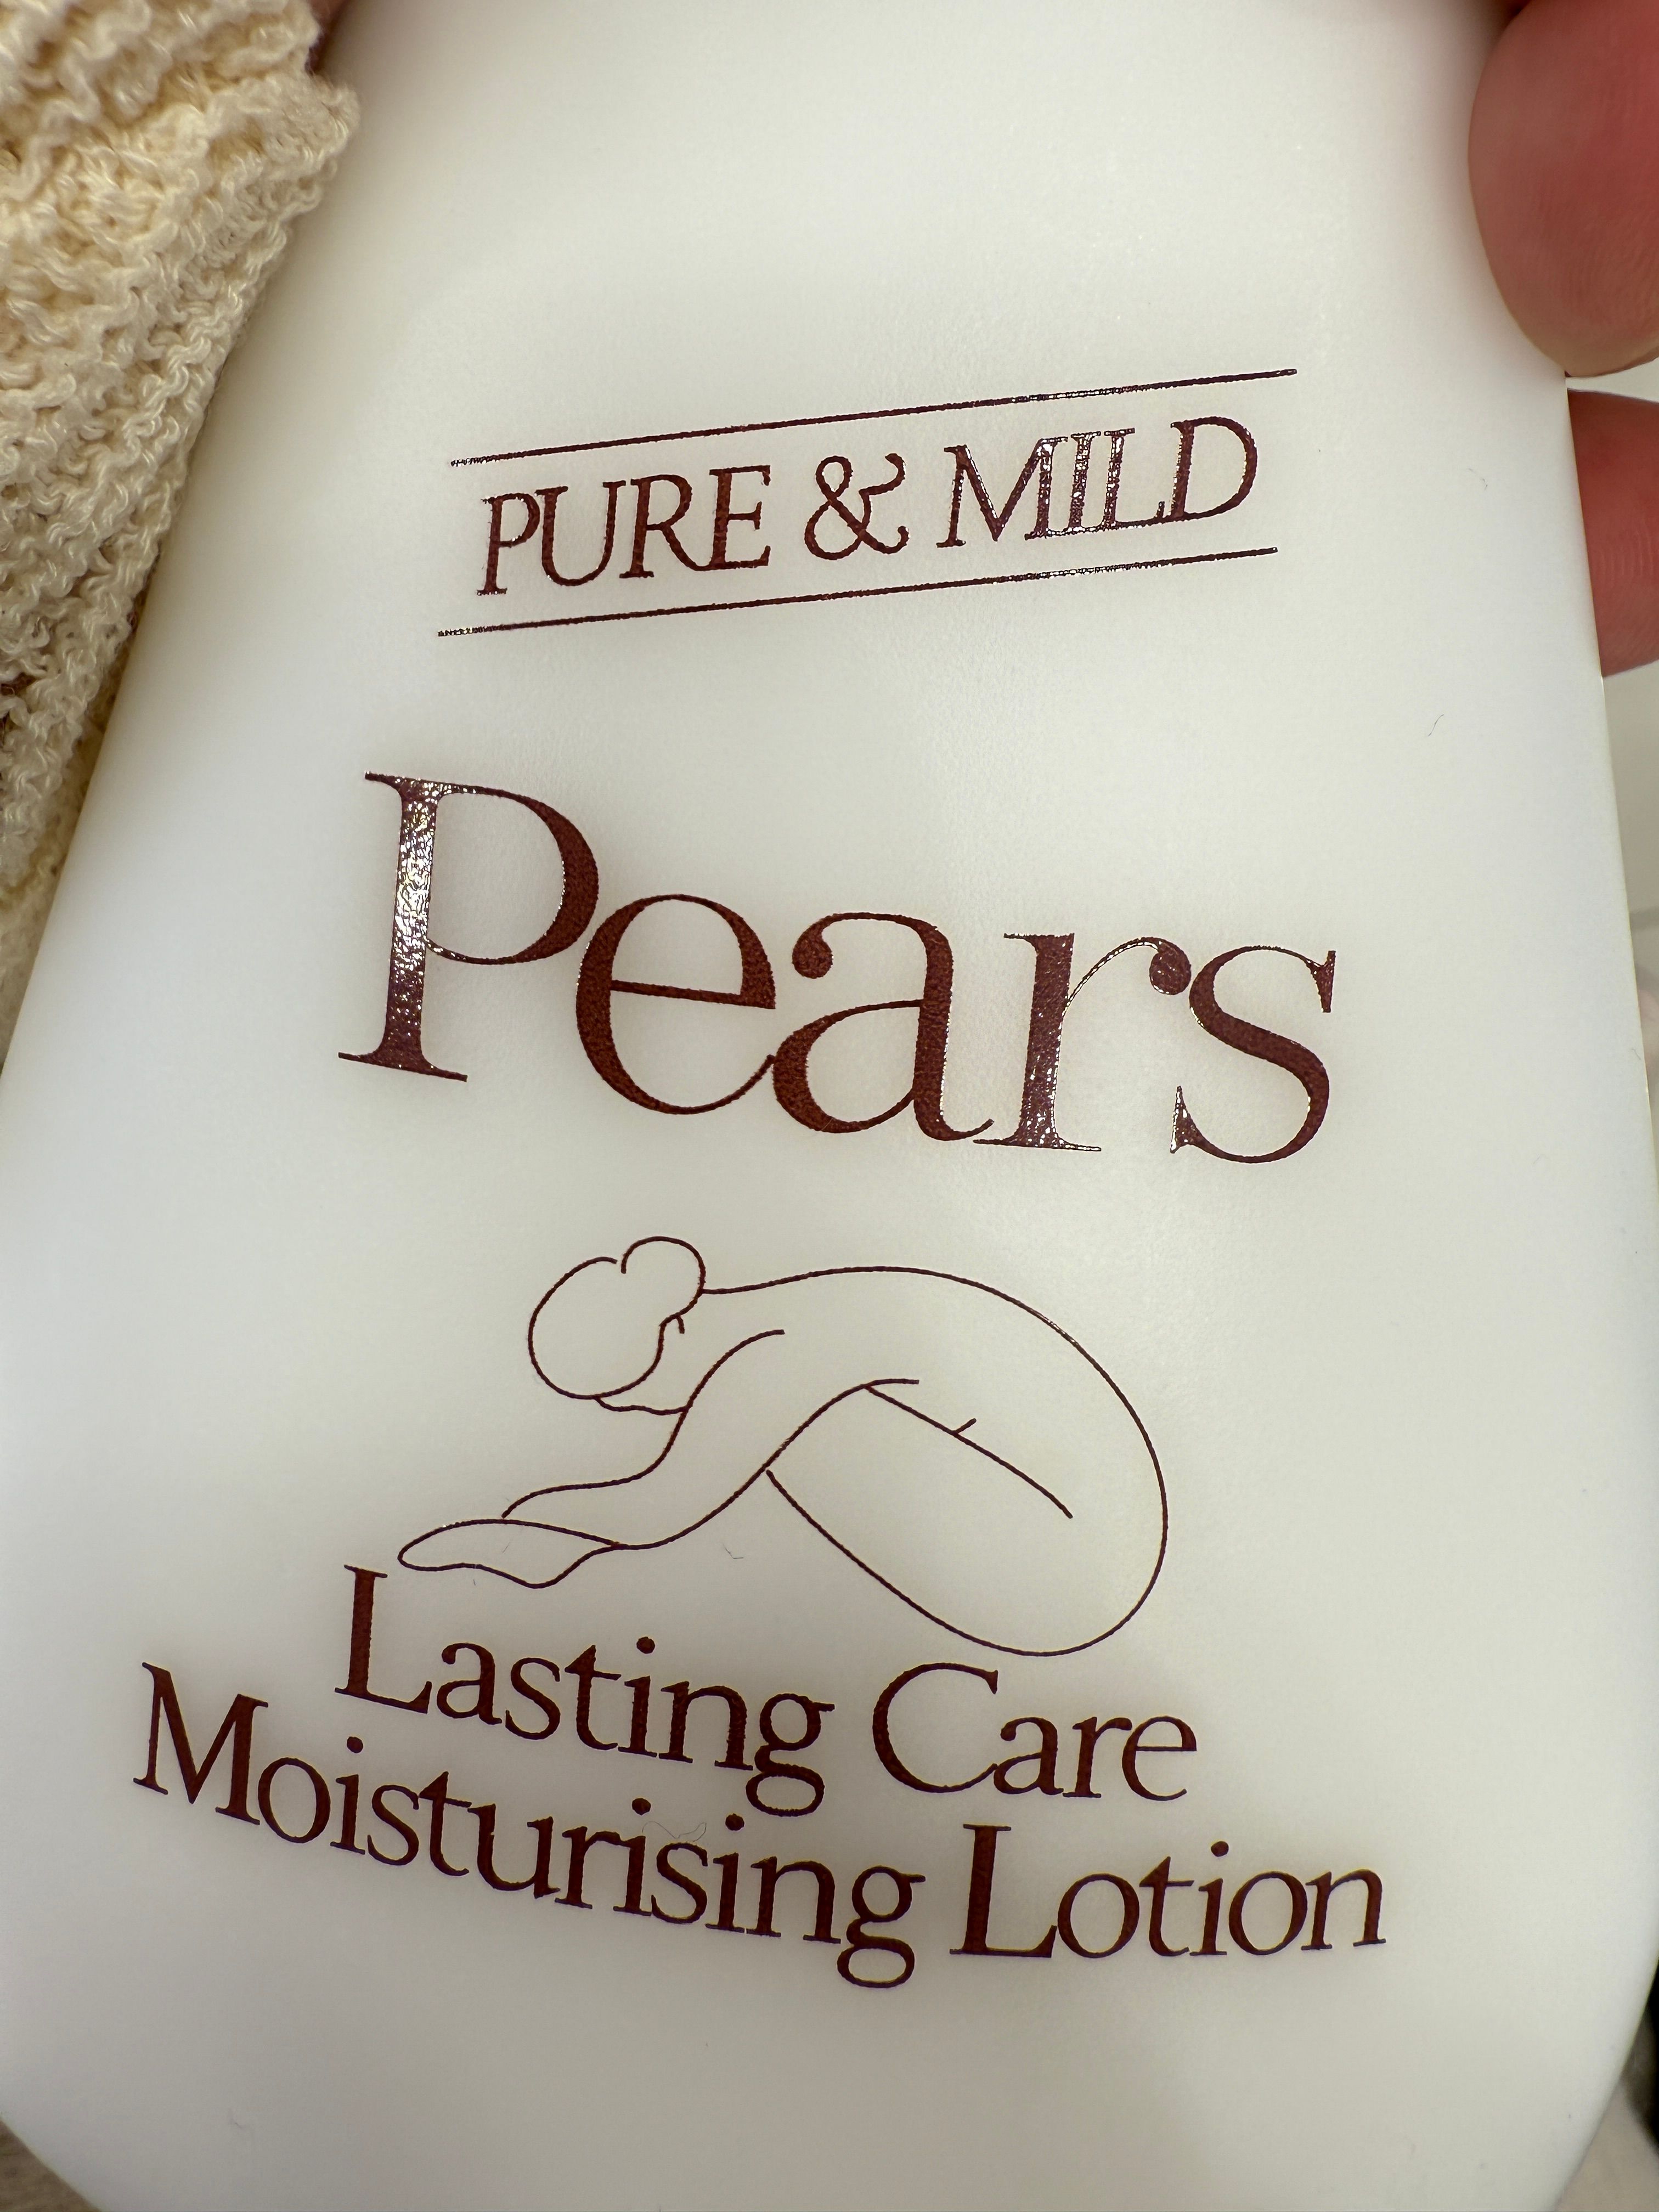 PURE & MILD
Pears
Lasting Care
Moisturising Lotion